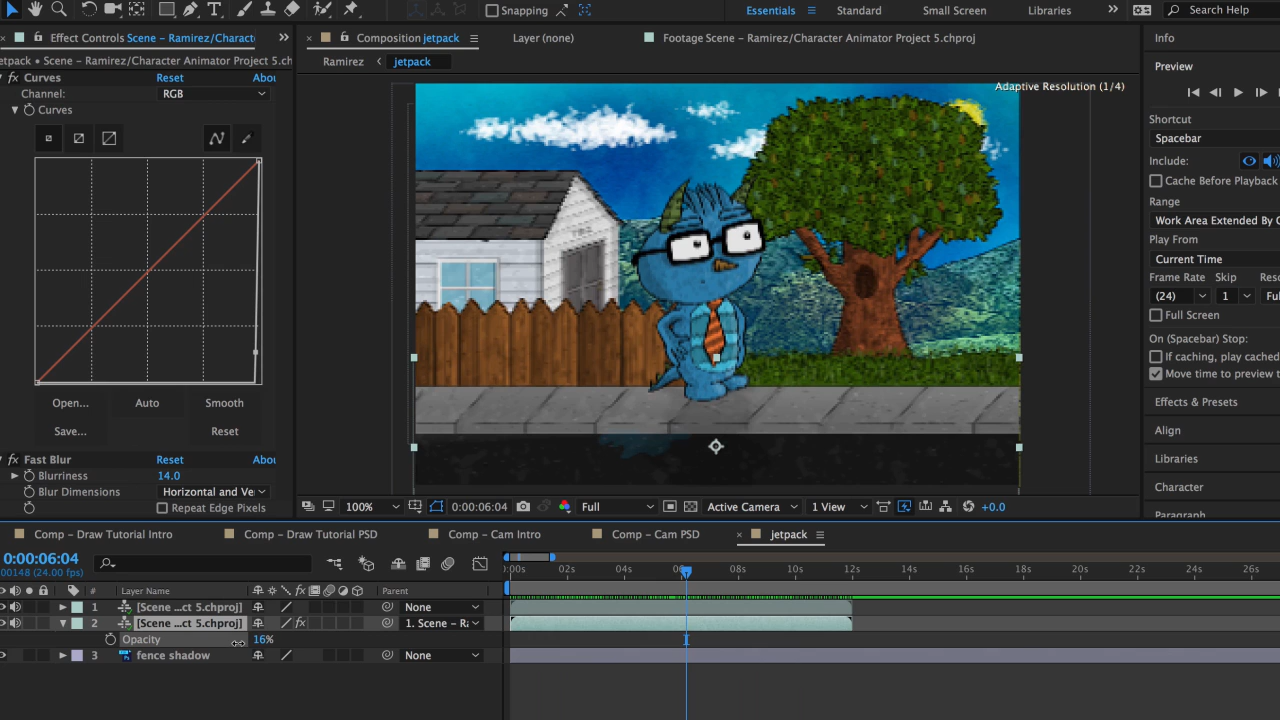 Snapping
Essentials
Standard
Small Screen
Libraries
Search Help
Effect Controls Scene – Ramirez/Charact
Composition jetpack
Layer (none)
Footage Scene – Ramirez/Character Animator Project 5.chproj
Info
etpack • Scene – Ramirez/Character Animator Project 5.ch
Ramirez
jetpack
Preview
fx Curves
Reset
Abou
Adaptive Resolution (1/4)
Channel:
RGB
Curves
Shortcut
Spacebar
Include:
Cache Before Playback
Range
Work Area Extended By C
Play From
Current Time
Frame Rate
Skip
(24)
1
Ful
Full Screen
On (Spacebar) Stop:
If caching, play cached
Move time to preview t
Open...
Auto
Smooth
Effects & Presets
Save...
Reset
Align
Libraries
fx Fast Blur
Reset
Abou
Blurriness
14.0
Character
Blur Dimensions
Horizontal and Ve
Repeat Edge Pixels
100%
0:00:06:04
Full
Active Camera
1 View
+0.0
Paragraph
Comp – Draw Tutorial Intro
Comp – Draw Tutorial PSD
Comp – Cam Intro
Comp – Cam PSD
jetpack
0:00:06:04
00148 (24.00 fps)
:00s
02s
04s
08s
10s
12s
14s
16s
18s
20s
22s
24s
26s
#
Layer Name
fx
Parent
1
[Scene ...ct 5.chproj]
None
2
[Scene ...ct 5.chproj]
fx
1. Scene – Ra
Opacity
16%
3
fence shadow
None